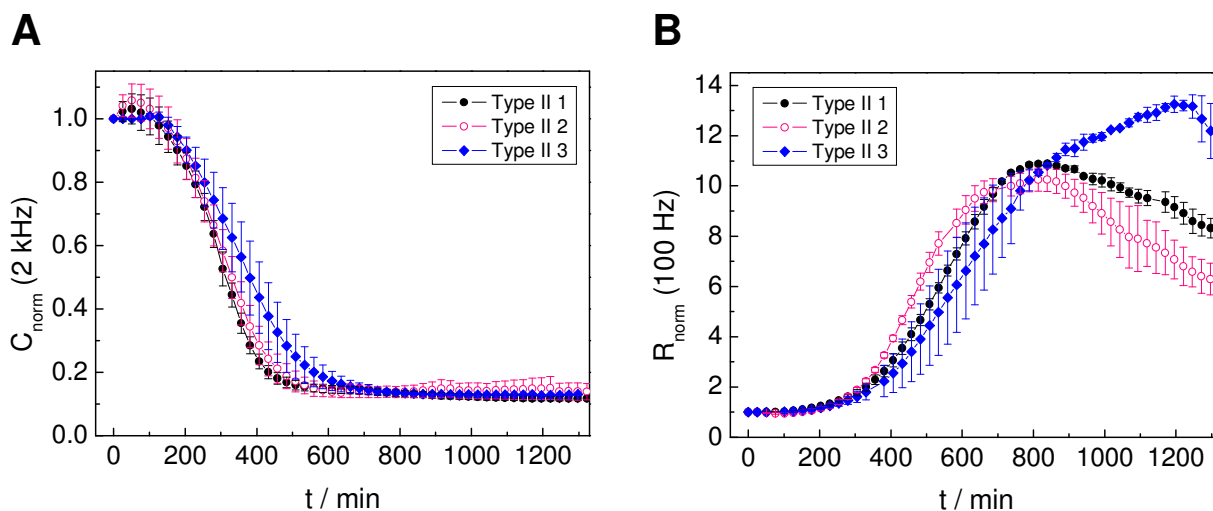 A
C_norm (2 kHz)
1.0
0.8
0.6
0.4
0.2
0.0
Type II 1
Type II 2
Type II 3
0 200 400 600 800 1000 1200
t / min
B
R_norm (100 Hz)
14
12
10
8
6
4
2
0
Type II 1
Type II 2
Type II 3
0 200 400 600 800 1000 1200
t / min